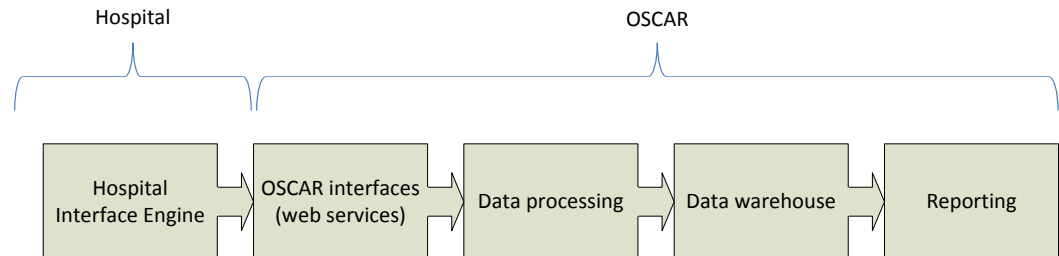 Hospital
OSCAR
Hospital
Interface Engine
OSCAR interfaces
(web services)
Data processing
Data warehouse
Reporting